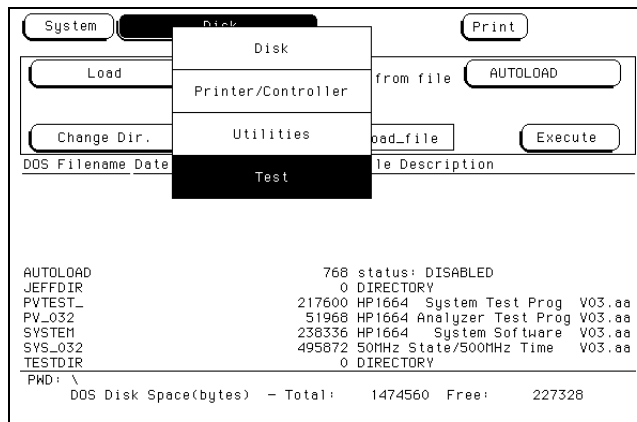 System Disk Print
Disk
Load from file AUTOLOAD
Printer/Controller
Change Dir. Utilities oad_file Execute
DOS Filename Date le Description
Test
AUTOLOAD 768 status: DISABLED
JEFFDIR 0 DIRECTORY
PVTEST_ 217600 HP1664 System Test Prog V03.aa
PV_032 51968 HP1664 Analyzer Test Prog V03.aa
SYSTEM 238336 HP1664 System Software V03.aa
SYS_032 495872 50MHz State/500MHz Time V03.aa
TESTDIR 0 DIRECTORY
PWD: \
DOS Disk Space(bytes) - Total: 1474560 Free: 227328